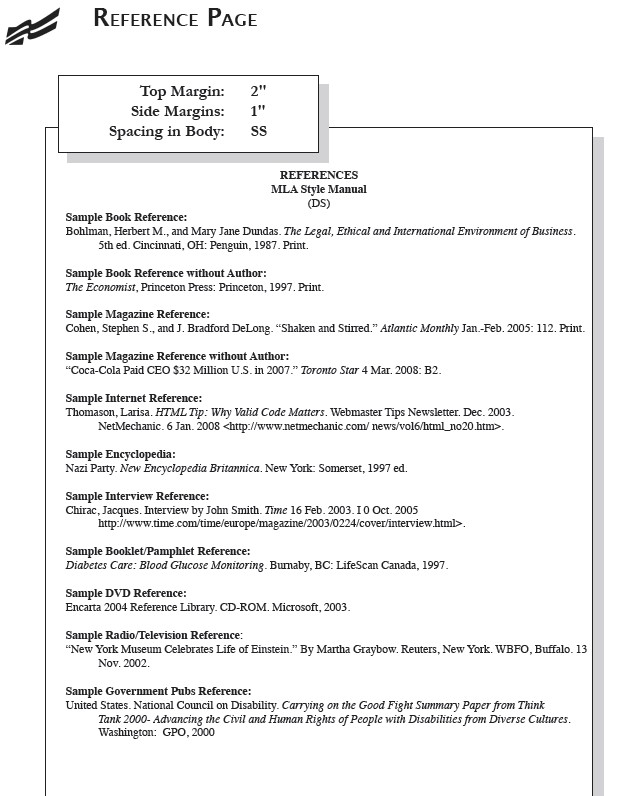 REFERENCE PAGE
Top Margin: 2"
Side Margins: 1"
Spacing in Body: SS
REFERENCES
MLA Style Manual
(DS)
Sample Book Reference:
Bohlman, Herbert M., and Mary Jane Dundas. The Legal, Ethical and International Environment of Business.
5th ed. Cincinnati, OH: Penguin, 1987. Print.
Sample Book Reference without Author:
The Economist, Princeton Press: Princeton, 1997. Print.
Sample Magazine Reference:
Cohen, Stephen S., and J. Bradford DeLong. “Shaken and Stirred.” Atlantic Monthly Jan.-Feb. 2005: 112. Print.
Sample Magazine Reference without Author:
“Coca-Cola Paid CEO $32 Million U.S. in 2007.” Toronto Star 4 Mar. 2008: B2.
Sample Internet Reference:
Thomason, Larisa. HTML Tip: Why Valid Code Matters. Webmaster Tips Newsletter. Dec. 2003.
NetMechanic. 6 Jan. 2008 <http://www.netmechanic.com/ news/vol6/html_no20.htm>.
Sample Encyclopedia:
Nazi Party. New Encyclopedia Britannica. New York: Somerset, 1997 ed.
Sample Interview Reference:
Chirac, Jacques. Interview by John Smith. Time 16 Feb. 2003. I 0 Oct. 2005
http://www.time.com/time/europe/magazine/2003/0224/cover/interview.html>.
Sample Booklet/Pamphlet Reference:
Diabetes Care: Blood Glucose Monitoring. Burnaby, BC: LifeScan Canada, 1997.
Sample DVD Reference:
Encarta 2004 Reference Library. CD-ROM. Microsoft, 2003.
Sample Radio/Television Reference:
“New York Museum Celebrates Life of Einstein.” By Martha Graybow. Reuters, New York. WBFO, Buffalo. 13
Nov. 2002.
Sample Government Pubs Reference:
United States. National Council on Disability. Carrying on the Good Fight Summary Paper from Think
Tank 2000- Advancing the Civil and Human Rights of People with Disabilities from Diverse Cultures.
Washington:  GPO, 2000